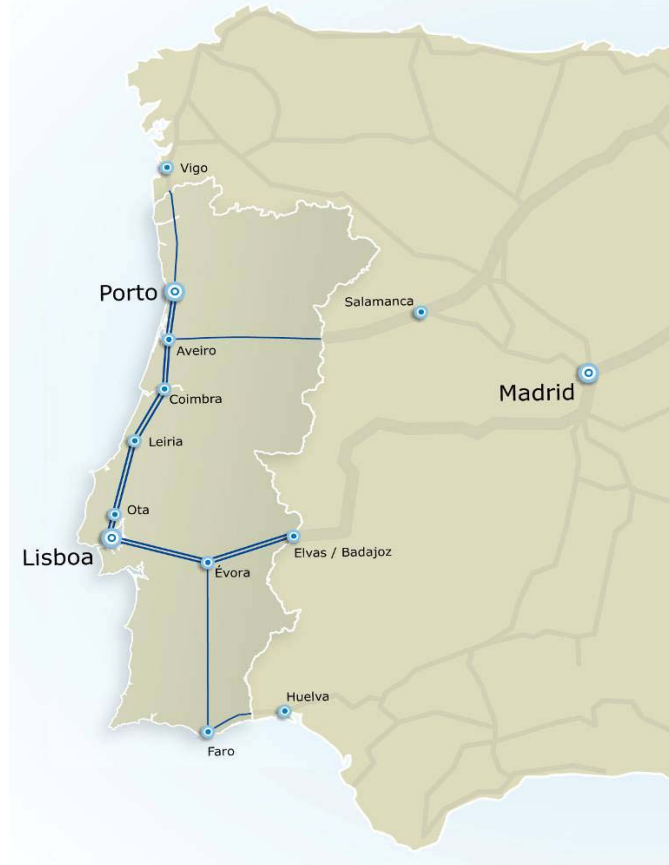 Vigo
Porto
Salamanca
Aveiro
Madrid
Coimbra
Leiria
Ota
Lisboa
Elvas / Badajoz
Évora
Huelva
Faro